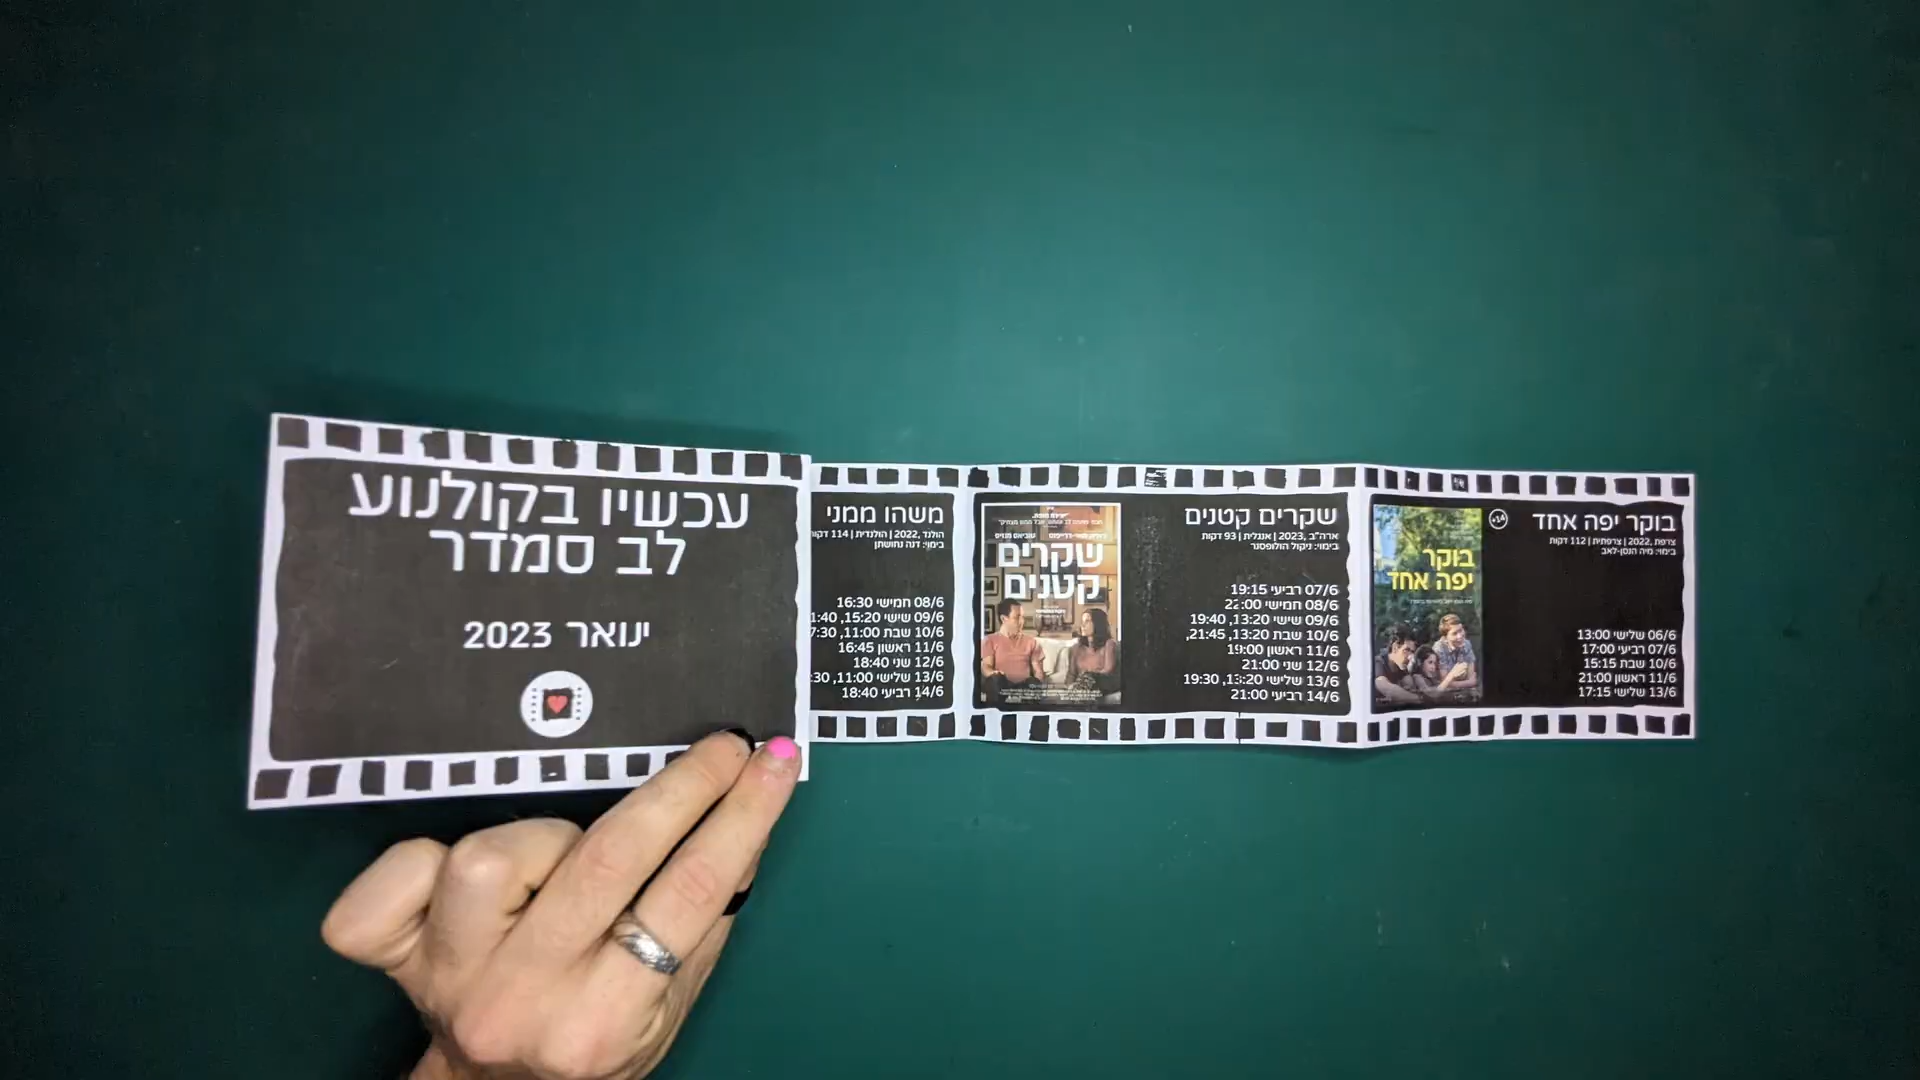 עכשיו בקולנוע
לב סמדר
ינואר 2023
בוקר יפה אחד
14+
צרפת, 2022 | צרפתית | 112 דקות
בימוי: מיה הנסן-לאב
06/6 שלישי 13:00
07/6 רביעי 17:00
10/6 שבת 15:15
11/6 ראשון 21:00
13/6 שלישי 17:15
בוקר
יפה אחד
שקרים קטנים
ארה"ב, 2023 | אנגלית | 93 דקות
בימוי: ניקול הולופסנר
07/6 רביעי 19:15
08/6 חמישי 22:00
09/6 שישי 13:20, 19:40
10/6 שבת 13:20, 21:45,
11/6 ראשון 19:00
12/6 שני 21:00
13/6 שלישי 13:20, 19:30
14/6 רביעי 21:00
שקרים
קטנים
משהו ממני
הולנד, 2022 | הולנדית | 114 דקות
בימוי: דנה נחושתן
08/6 חמישי 16:30
09/6 שישי 15:20, 1:40
10/6 שבת 11:00, 7:30
11/6 ראשון 16:45
12/6 שני 18:40
13/6 שלישי 11:00, :30
14/6 רביעי 18:40